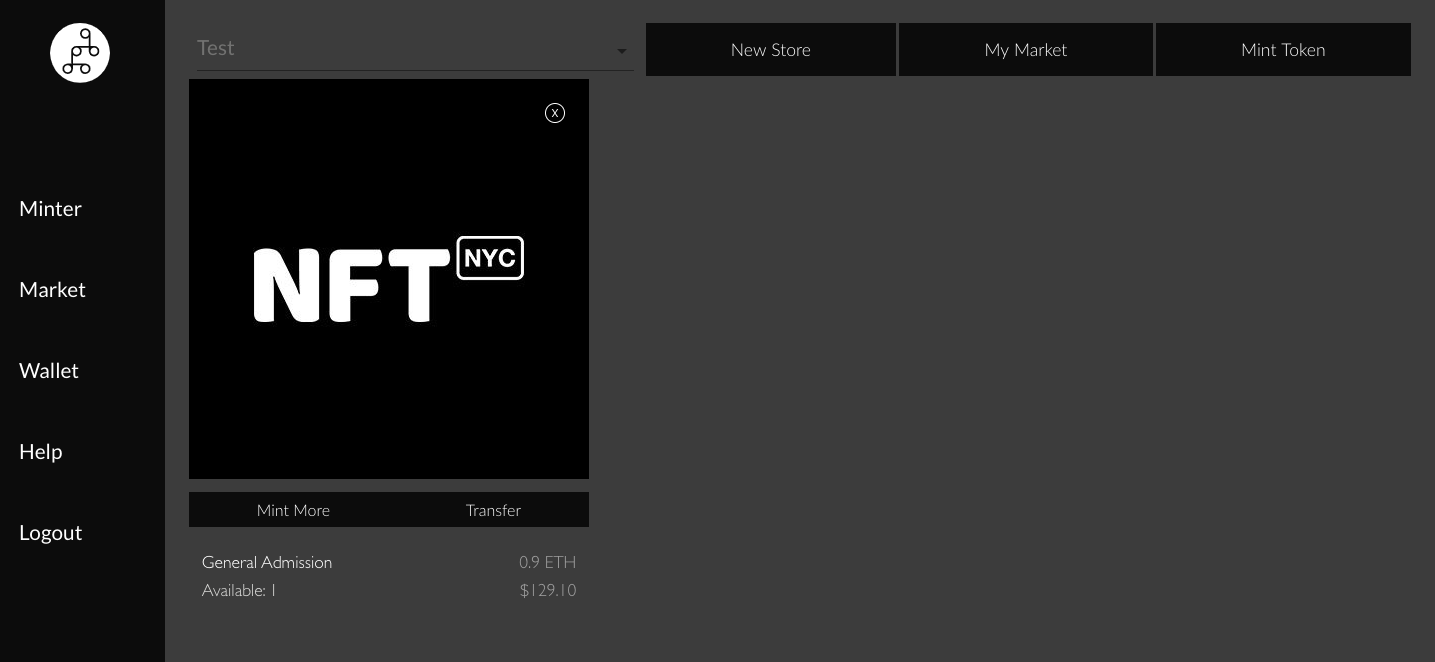 Test
New Store
My Market
Mint Token
X
NFT NYC
Minter
Market
Wallet
Help
Logout
Mint More
Transfer
General Admission
0.9 ETH
Available: 1
$129.10